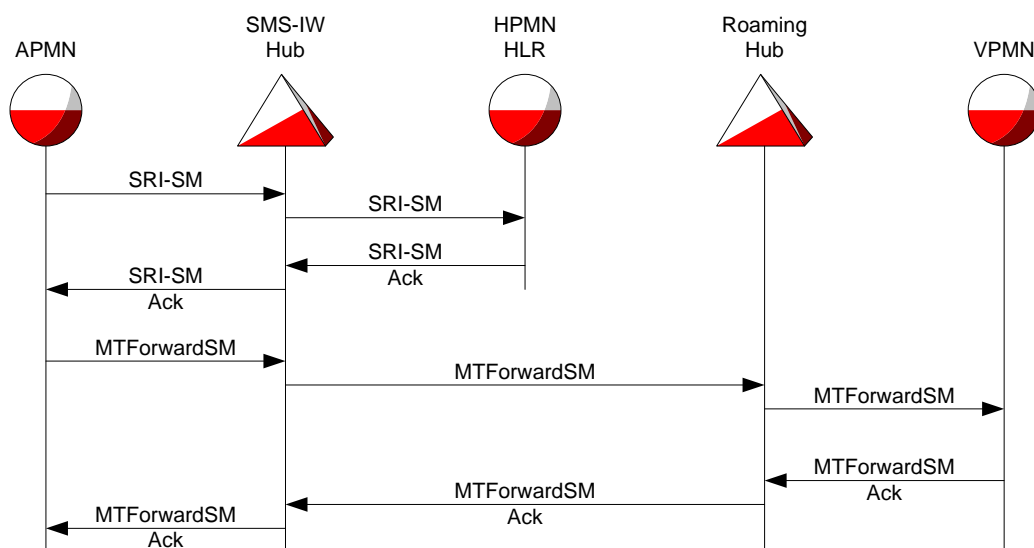 APMN
SMS-IW
Hub
HPMN
HLR
Roaming
Hub
VPMN
SRI-SM
SRI-SM
SRI-SM
Ack
SRI-SM
Ack
MTForwardSM
MTForwardSM
MTForwardSM
MTForwardSM
Ack
MTForwardSM
Ack
MTForwardSM
Ack